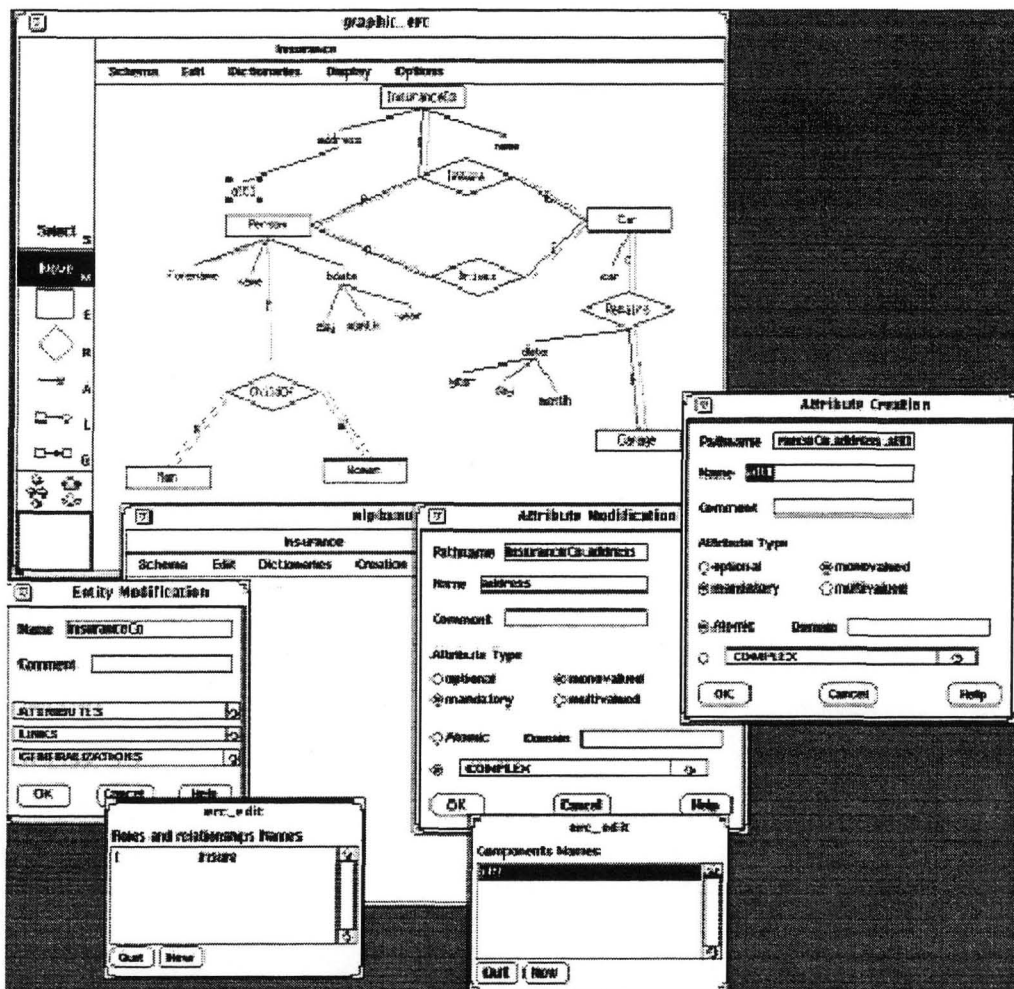 graphic_erc
Insurance
Schema Edit Dictionaries Display Options
InsuranceCo
address
name
Insure
Person
Car
Select S
Move M
forename
name
bdate
Drives
car
E
day month year
Remains
R
date
A
year
day
month
ChildOf
L
Garage
G
Man
Woman
Attribute Creation
Pathname
Name
Comment
Attribute Type
optional monovalued
mandatory multivalued
Atomic Domain
COMPLEX
OK Cancel Help
Insurance
Schema Edit Dictionaries Creation
Attribute Modification
Pathname InsuranceCo.address
Name address
Comment
Attribute Type
optional monovalued
mandatory multivalued
Atomic Domain
COMPLEX
OK Cancel Help
Entity Modification
Name InsuranceCo
Comment
ATTRIBUTES
LINKS
GENERALIZATIONS
OK Cancel Help
erc_edit
Roles and relationships Names
Insure
Quit New
erc_edit
Components Names
Quit New